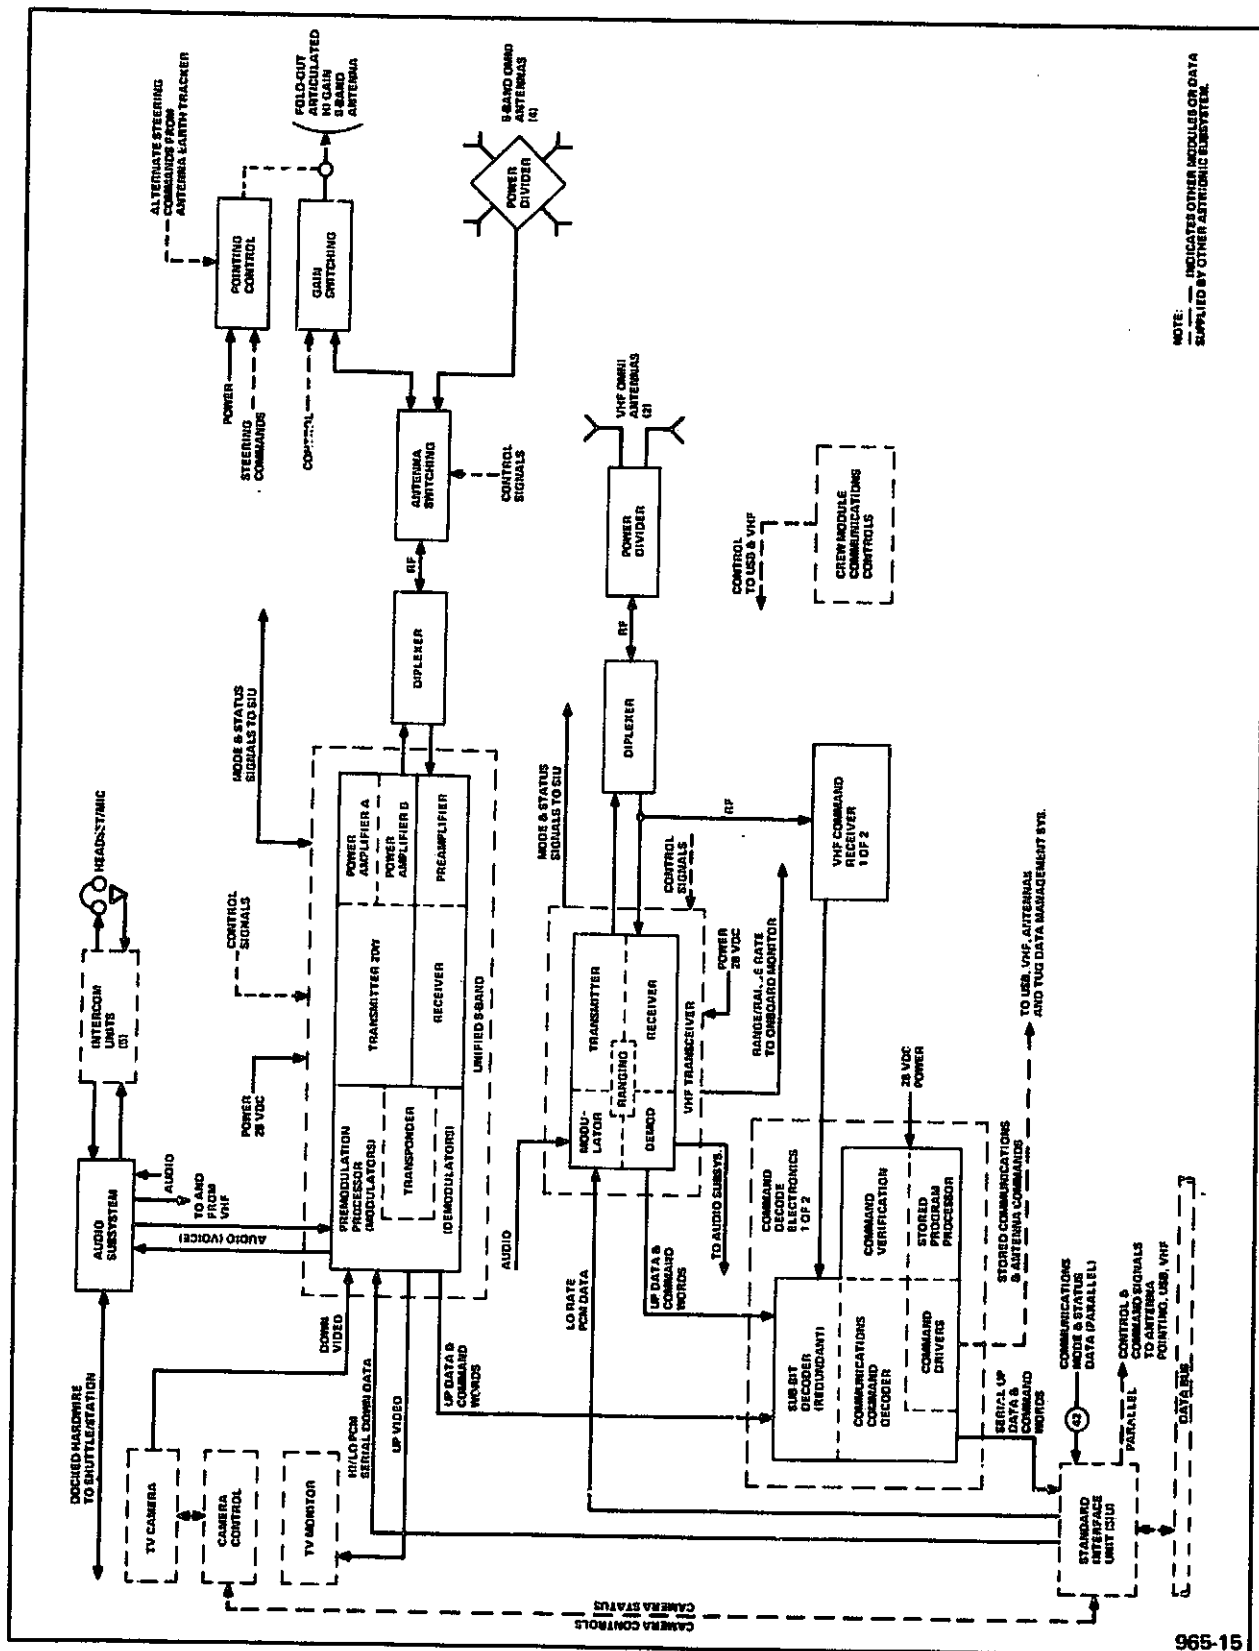 DOCKED HARDWIRE
TO SHUTTLE/STATION
TV CAMERA
CAMERA
CONTROL
TV MONITOR
CAMERA STATUS
CAMERA CONTROLS
AUDIO
SUBSYSTEM
INTERCOM
UNITS
(5)
HEADSET/MIC
AUDIO
TO AND
FROM
VHF
AUDIO (VOICE)
POWER
28 VDC
CONTROL
SIGNALS
MODE & STATUS
SIGNALS TO SIU
DOWN
VIDEO
HI/LO PCM
SERIAL DOWN DATA
UP VIDEO
UP DATA &
COMMAND
WORDS
PREMODULATION
PROCESSOR
(MODULATORS)
TRANSPONDER
(DEMODULATORS)
TRANSMITTER 20W
RECEIVER
POWER
AMPLIFIER A
POWER
AMPLIFIER B
PREAMPLIFIER
UNIFIED S-BAND
DIPLEXER
RF
ANTENNA
SWITCHING
CONTROL
SIGNALS
POWER
STEERING
COMMANDS
CONTROL
POINTING
CONTROL
GAIN
SWITCHING
ALTERNATE STEERING
COMMANDS FROM
ANTENNA EARTH TRACKER
FOLD-OUT
ARTICULATED
HI GAIN
S-BAND
ANTENNA
POWER
DIVIDER
S-BAND OMNI
ANTENNAS
(4)
AUDIO
LO RATE
PCM DATA
UP DATA &
COMMAND
WORDS
TO AUDIO SUBSYS.
MODU-
LATOR
DEMOD
RANGING
TRANSMITTER
RECEIVER
VHF TRANSCEIVER
POWER
28 VDC
CONTROL
SIGNALS
MODE & STATUS
SIGNALS TO SIU
RANGE/RANGE RATE
TO ONBOARD MONITOR
DIPLEXER
RF
RF
POWER
DIVIDER
VHF OMNI
ANTENNAS
(2)
VHF COMMAND
RECEIVER
1 OF 2
CONTROL
TO USB & VHF
CREW MODULE
COMMUNICATIONS
CONTROLS
COMMAND
DECODE
ELECTRONICS
1 OF 2
SUB-BIT
DECODER
(REDUNDANT)
COMMUNICATIONS
COMMAND
DECODER
COMMAND
DRIVERS
COMMAND
VERIFICATION
STORED
PROGRAM
PROCESSOR
28 VDC
POWER
STORED COMMUNICATIONS
& ANTENNA COMMANDS
TO USB, VHF, ANTENNAS
AND TUG DATA MANAGEMENT SYS.
SERIAL UP
DATA &
COMMAND
WORDS
COMMUNICATIONS
MODE & STATUS
DATA (PARALLEL)
42
PARALLEL
CONTROL &
COMMAND SIGNALS
TO ANTENNA
POINTING, USB, VHF
STANDARD
INTERFACE
UNIT (SIU)
DATA BUS
NOTE:
INDICATES OTHER MODULES OR DATA
SUPPLIED BY OTHER ASTRIONIC SUBSYSTEM.
965-15